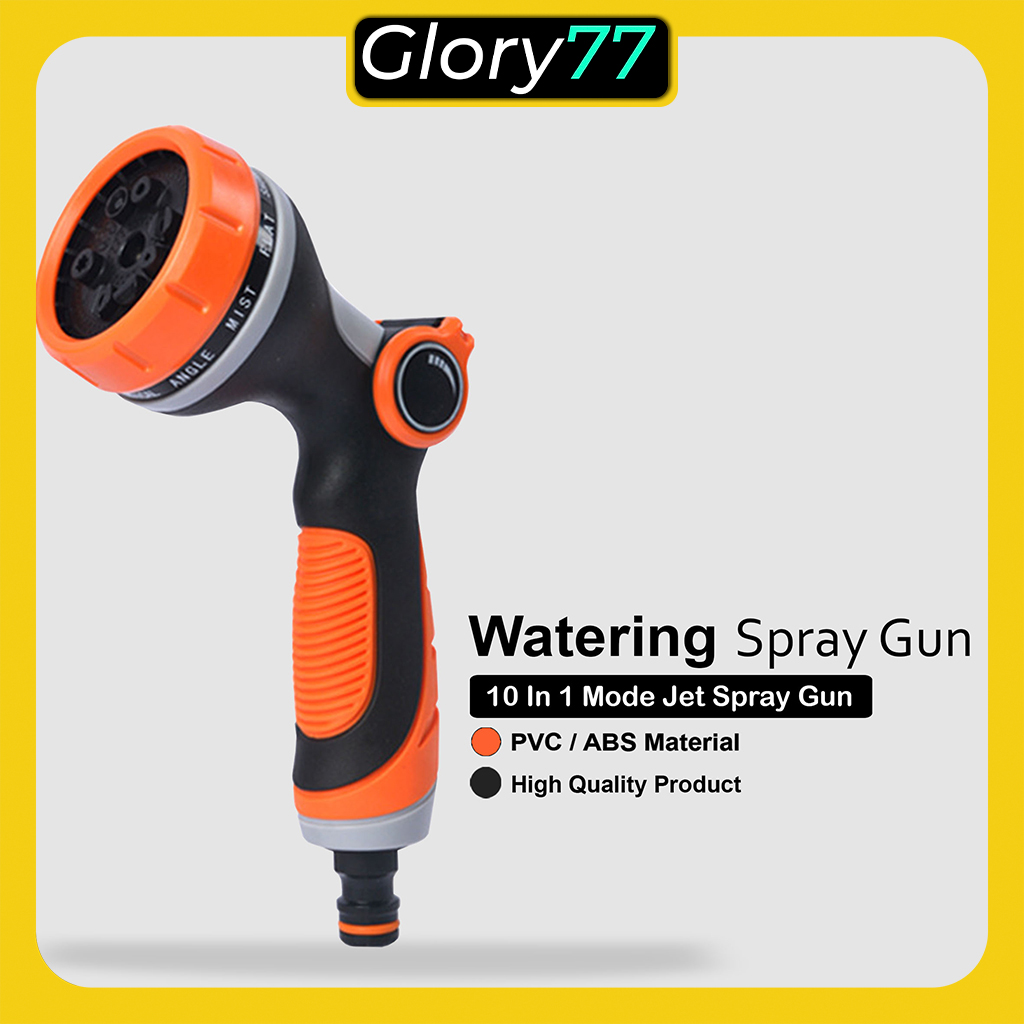 Glory77
FLAT
MIST
ANGLE
Watering Spray Gun
10 In 1 Mode Jet Spray Gun
PVC / ABS Material
High Quality Product